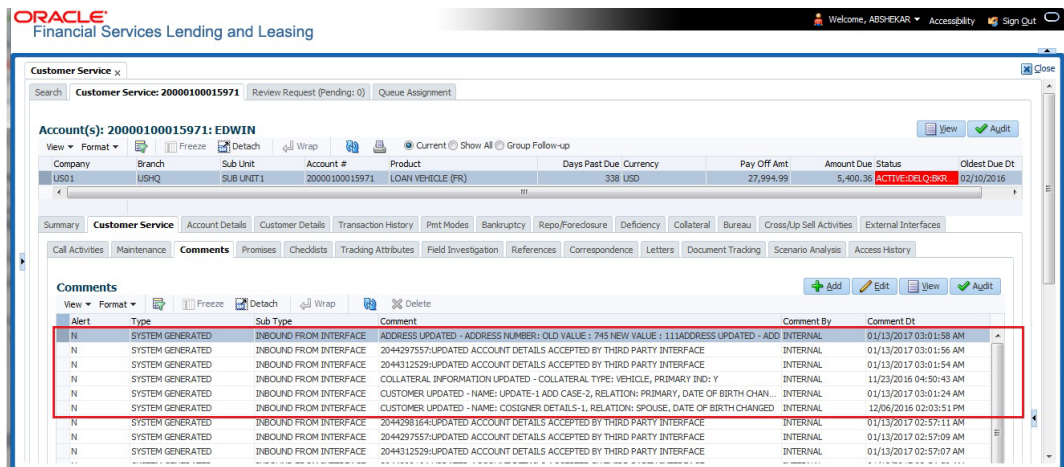 ORACLE
Financial Services Lending and Leasing
Welcome, ABSHEKAR Accessibility Sign Out
Close
Customer Service x
Search Customer Service: 20000100015971 Review Request (Pending: 0) Queue Assignment
Account(s): 20000100015971: EDWIN
View Audit
View Format Freeze Detach Wrap Current Show All Group Follow-up
Company Branch Sub Unit Account # Product Days Past Due Currency Pay Off Amt Amount Due Status Oldest Due Dt
US01 USHQ SUB UNIT1 20000100015971 LOAN VEHICLE (FR) 338 USD 27,994.99 5,400.36 ACTIVE:DELQ:BKR... 02/10/2016
Summary Customer Service Account Details Customer Details Transaction History Pmt Modes Bankruptcy Repo/Foreclosure Deficiency Collateral Bureau Cross/Up Sell Activities External Interfaces
Call Activities Maintenance Comments Promises Checklists Tracking Attributes Field Investigation References Correspondence Letters Document Tracking Scenario Analysis Access History
Comments
Add Edit View Audit
View Format Freeze Detach Wrap Delete
Alert Type Sub Type Comment Comment By Comment Dt
N SYSTEM GENERATED INBOUND FROM INTERFACE ADDRESS UPDATED - ADDRESS NUMBER: OLD VALUE : 745 NEW VALUE : 111ADDRESS UPDATED - ADD INTERNAL 01/13/2017 03:01:58 AM
N SYSTEM GENERATED INBOUND FROM INTERFACE 2044297557:UPDATED ACCOUNT DETAILS ACCEPTED BY THIRD PARTY INTERFACE INTERNAL 01/13/2017 03:01:56 AM
N SYSTEM GENERATED INBOUND FROM INTERFACE 2044312529:UPDATED ACCOUNT DETAILS ACCEPTED BY THIRD PARTY INTERFACE INTERNAL 01/13/2017 03:01:54 AM
N SYSTEM GENERATED INBOUND FROM INTERFACE COLLATERAL INFORMATION UPDATED - COLLATERAL TYPE: VEHICLE, PRIMARY IND: Y INTERNAL 11/23/2016 04:50:43 AM
N SYSTEM GENERATED INBOUND FROM INTERFACE CUSTOMER UPDATED - NAME: UPDATE-1 ADD CASE-2, RELATION: PRIMARY, DATE OF BIRTH CHAN... INTERNAL 01/13/2017 03:01:24 AM
N SYSTEM GENERATED INBOUND FROM INTERFACE CUSTOMER UPDATED - NAME: COSIGNER DETAILS-1, RELATION: SPOUSE, DATE OF BIRTH CHANGED INTERNAL 12/06/2016 02:03:51 PM
N SYSTEM GENERATED INBOUND FROM INTERFACE 2044298164:UPDATED ACCOUNT DETAILS ACCEPTED BY THIRD PARTY INTERFACE INTERNAL 01/13/2017 02:57:11 AM
N SYSTEM GENERATED INBOUND FROM INTERFACE 2044297557:UPDATED ACCOUNT DETAILS ACCEPTED BY THIRD PARTY INTERFACE INTERNAL 01/13/2017 02:57:09 AM
N SYSTEM GENERATED INBOUND FROM INTERFACE 2044312529:UPDATED ACCOUNT DETAILS ACCEPTED BY THIRD PARTY INTERFACE INTERNAL 01/13/2017 02:57:07 AM